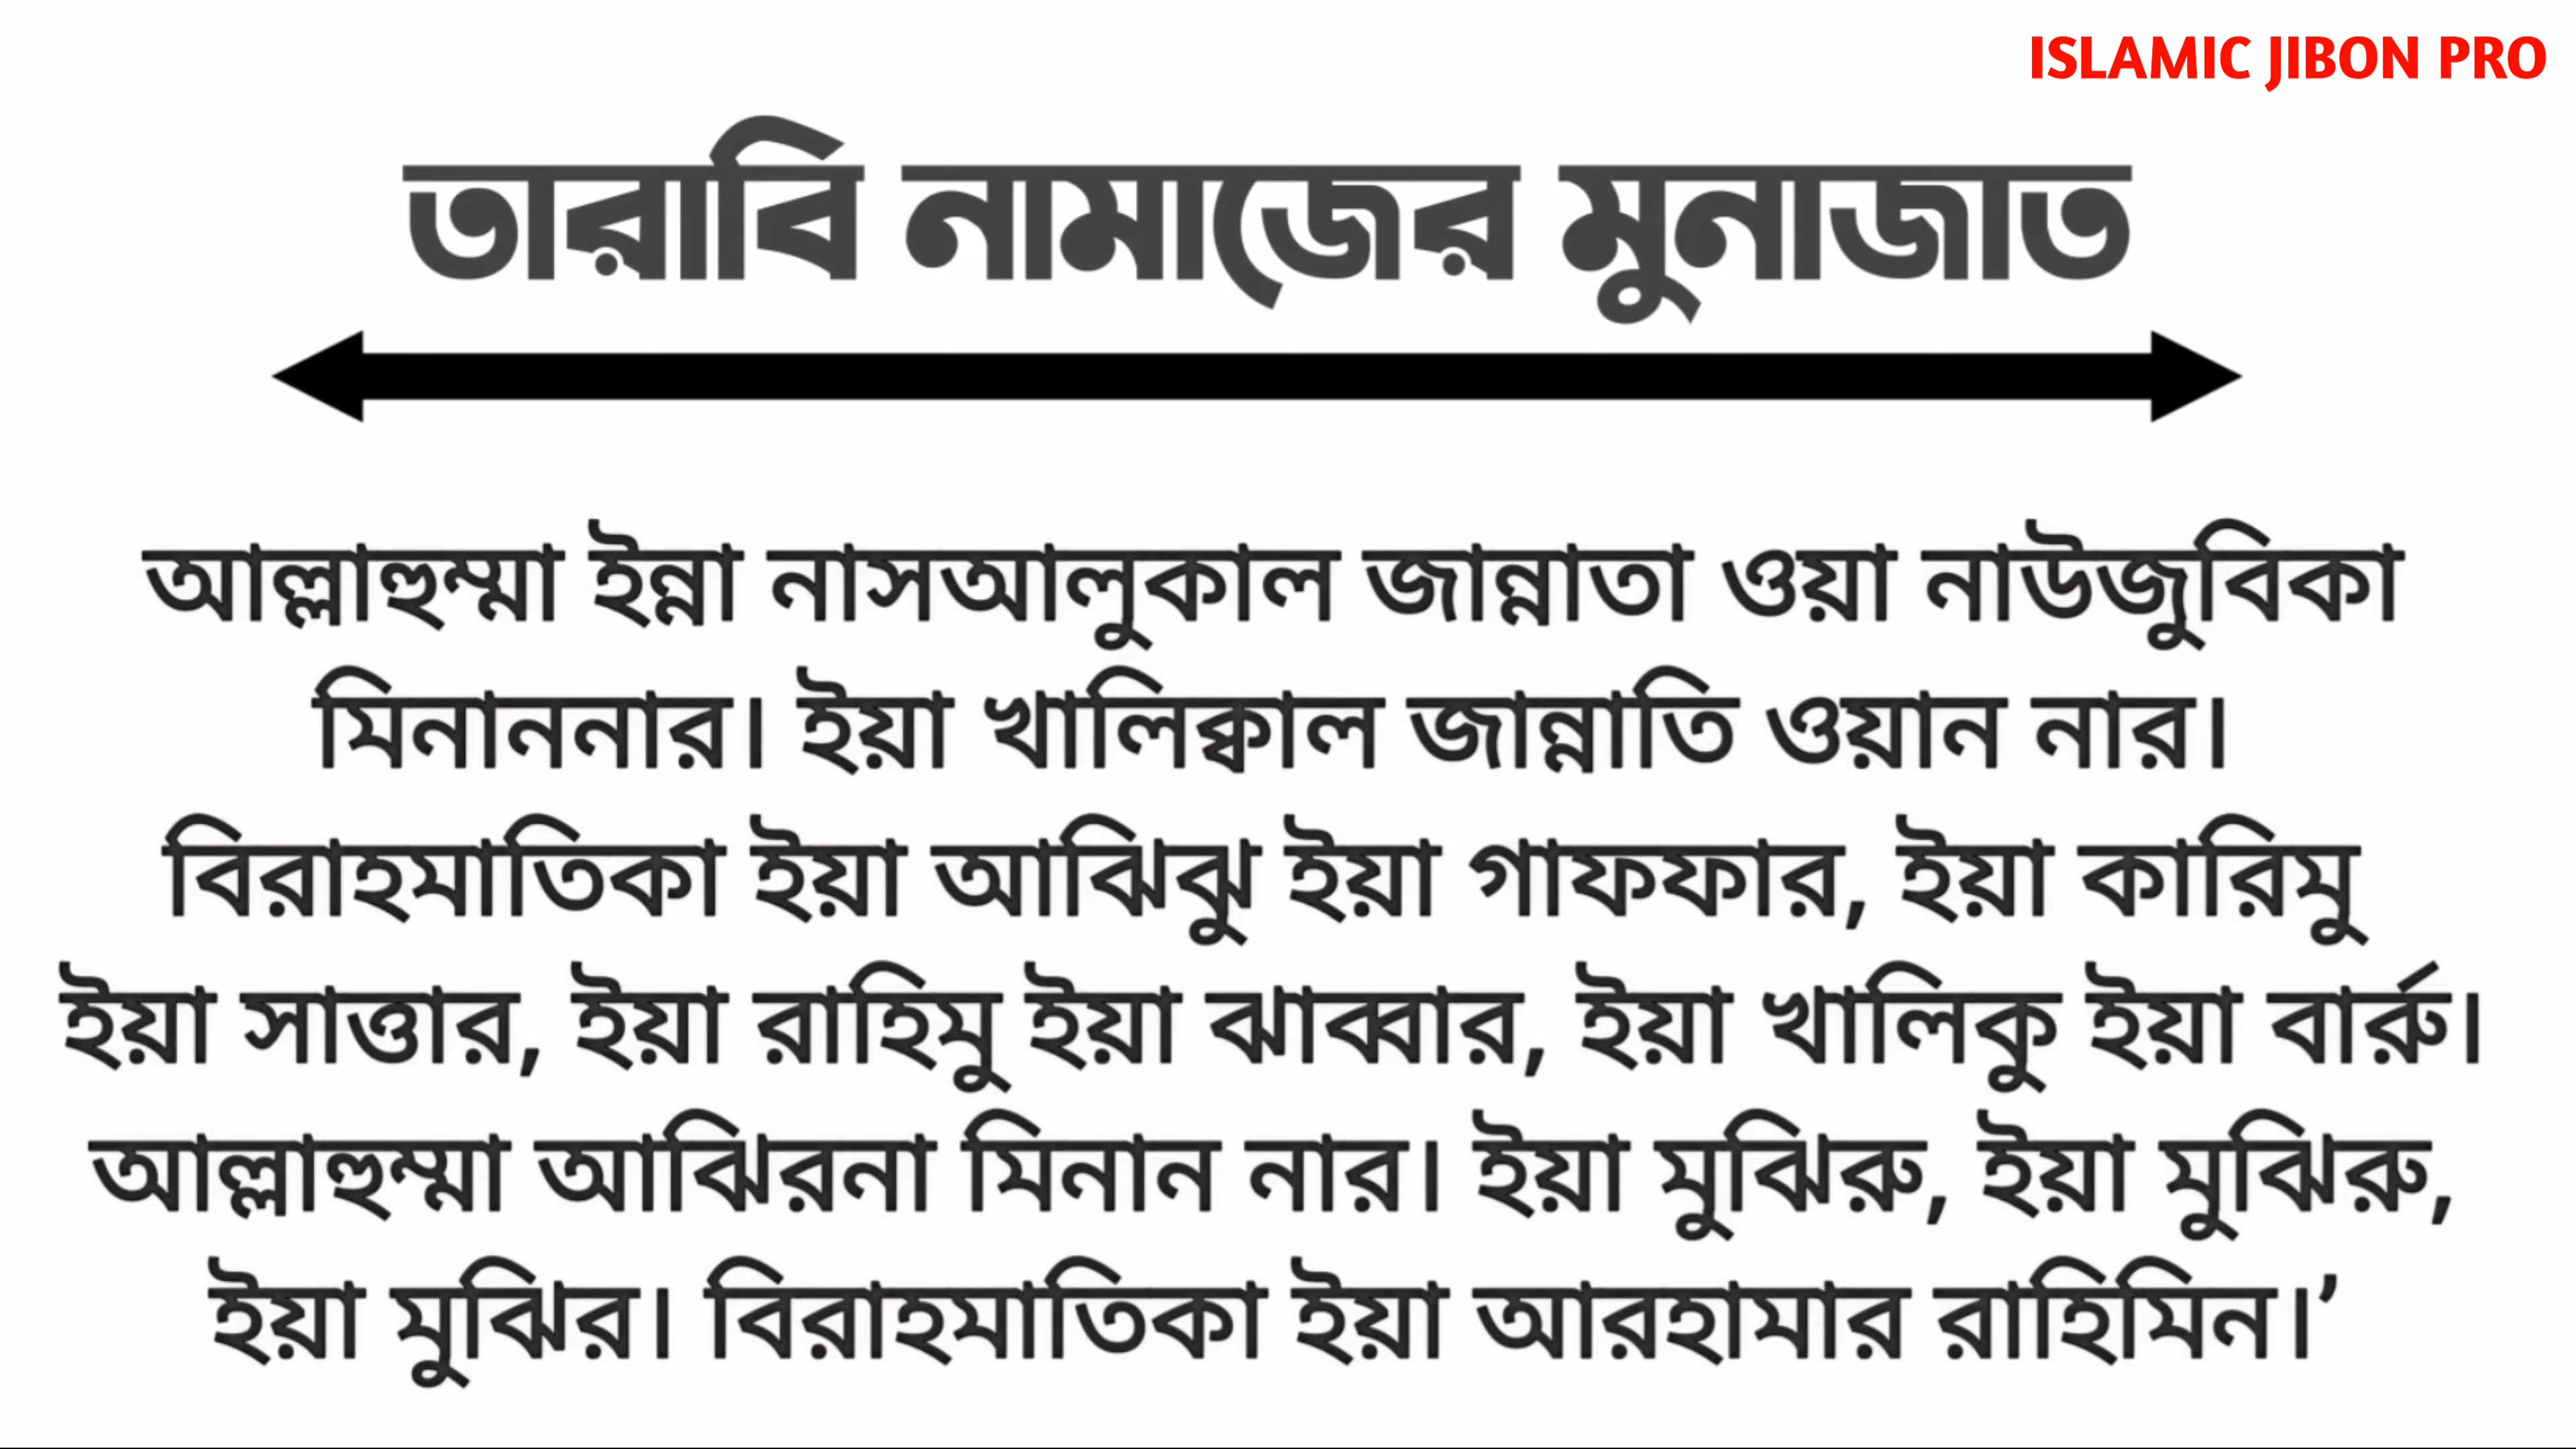 ISLAMIC JIBON PRO
তারাবি নামাজের মুনাজাত
আল্লাহুম্মা ইন্না নাসআলুকাল জান্নাতা ওয়া নাউজুবিকা
মিনাননার। ইয়া খালিক্বাল জান্নাতি ওয়ান নার।
বিরাহমাতিকা ইয়া আঝিঝু ইয়া গাফফার, ইয়া কারিমু
ইয়া সাত্তার, ইয়া রাহিমু ইয়া ঝাব্বার, ইয়া খালিকু ইয়া বার্রু।
আল্লাহুম্মা আঝিরনা মিনান নার। ইয়া মুঝিরু, ইয়া মুঝিরু,
ইয়া মুঝির। বিরাহমাতিকা ইয়া আরহামার রাহিমিন।’